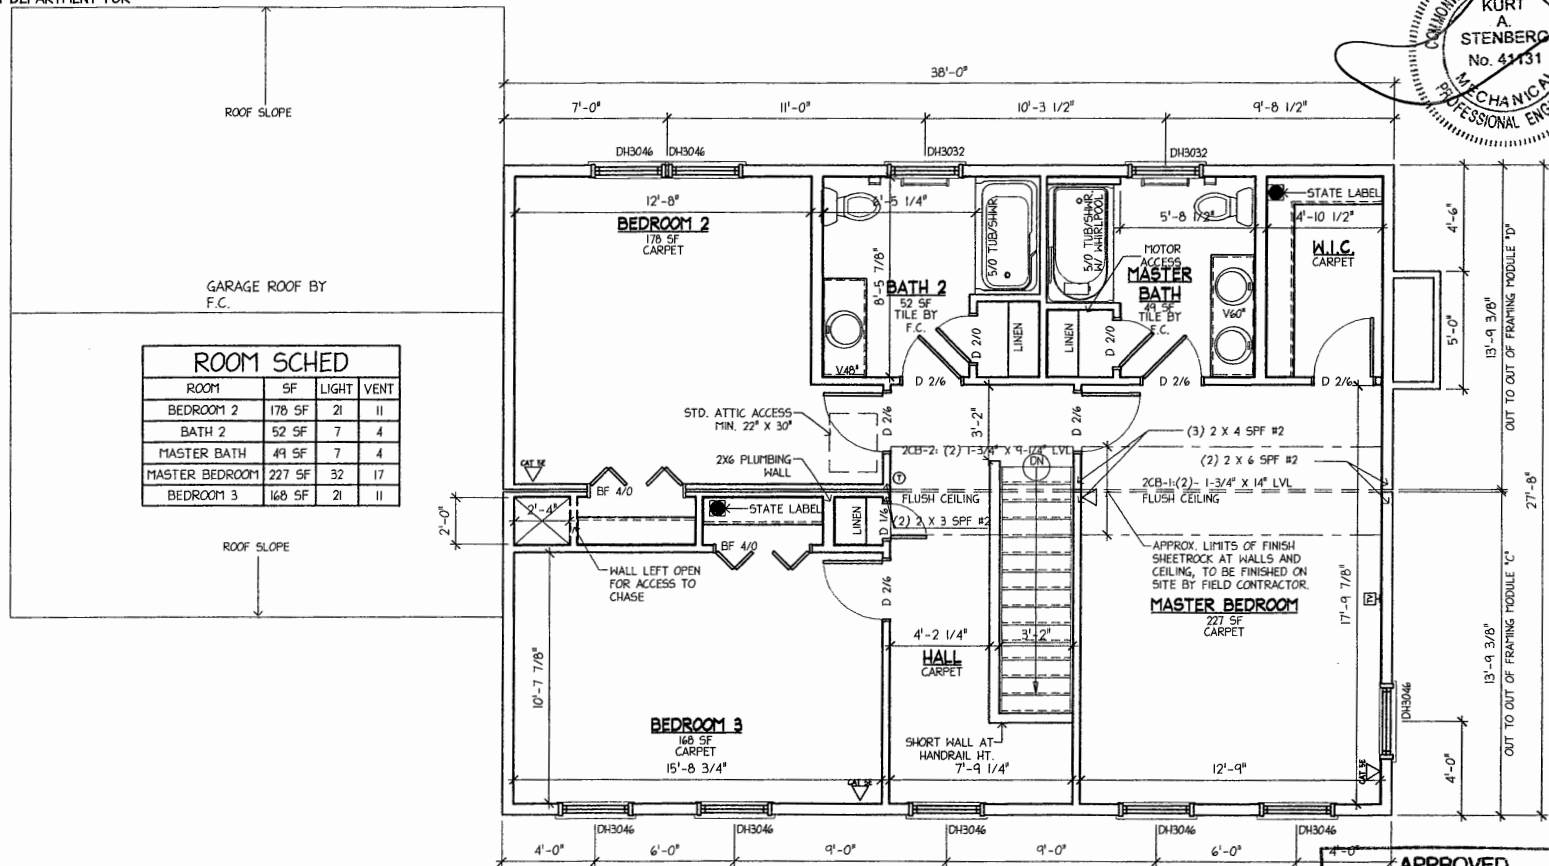 DEPARTMENT FOR
KURT
A.
STENBERG
No. 41131
MECHANICAL
PROFESSIONAL ENG
38'-0"
7'-0"
11'-0"
10'-3 1/2"
9'-8 1/2"
ROOF SLOPE
DH3046
DH3046
DH3032
DH3032
12'-8"
BEDROOM 2
178 SF
CARPET
5/0 TUB/SHWR.
5/0 TUB/SHWR.
W/ WHIRLPOOL
5'-8 1/2"
STATE LABEL
4'-10 1/2"
W.I.C.
CARPET
4'-6"
MOTOR
ACCESS
8'-5 7/8"
BATH 2
52 SF
TILE BY
F.C.
MASTER
BATH
49 SF
TILE BY
F.C.
V60"
V48"
LINEN
D 2/0
LINEN
D 2/0
5'-0"
13'-9 3/8"
OUT TO OUT OF FRAMING MODULE "D"
27'-8"
GARAGE ROOF BY
F.C.
ROOM SCHED
ROOM SF LIGHT VENT
BEDROOM 2 178 SF 21 11
BATH 2 52 SF 7 4
MASTER BATH 49 SF 7 4
MASTER BEDROOM 227 SF 32 17
BEDROOM 3 168 SF 21 11
D 2/6
D 2/6
D 2/6
D 2/6
D 2/6
3'-2"
STD. ATTIC ACCESS
MIN. 22" X 30"
2X6 PLUMBING
WALL
2CB-2: (2) 1-3/4" X 9-1/4" LVL
DN
(3) 2 X 4 SPF #2
(2) 2 X 6 SPF #2
2CB-1:(2)- 1-3/4" X 14" LVL
FLUSH CEILING
CAT 5E
BF 4/0
T
FLUSH CEILING
(2) 2 X 3 SPF #2
2'-0"
2'-4"
STATE LABEL
LINEN
D 1/6
BF 4/0
ROOF SLOPE
WALL LEFT OPEN
FOR ACCESS TO
CHASE
D 2/6
APPROX. LIMITS OF FINISH
SHEETROCK AT WALLS AND
CEILING, TO BE FINISHED ON
SITE BY FIELD CONTRACTOR.
MASTER BEDROOM
227 SF
CARPET
17'-9 7/8"
TV
13'-9 3/8"
OUT TO OUT OF FRAMING MODULE "C"
4'-2 1/4"
3'-2"
HALL
CARPET
10'-7 7/8"
BEDROOM 3
168 SF
CARPET
15'-8 3/4"
SHORT WALL AT
HANDRAIL HT.
7'-9 1/4"
12'-9"
DH3046
4'-0"
CAT 5E
CAT 5E
DH3046
DH3046
DH3046
DH3046
DH3046
4'-0"
6'-0"
9'-0"
9'-0"
6'-0"
4'-0"
APPROVED